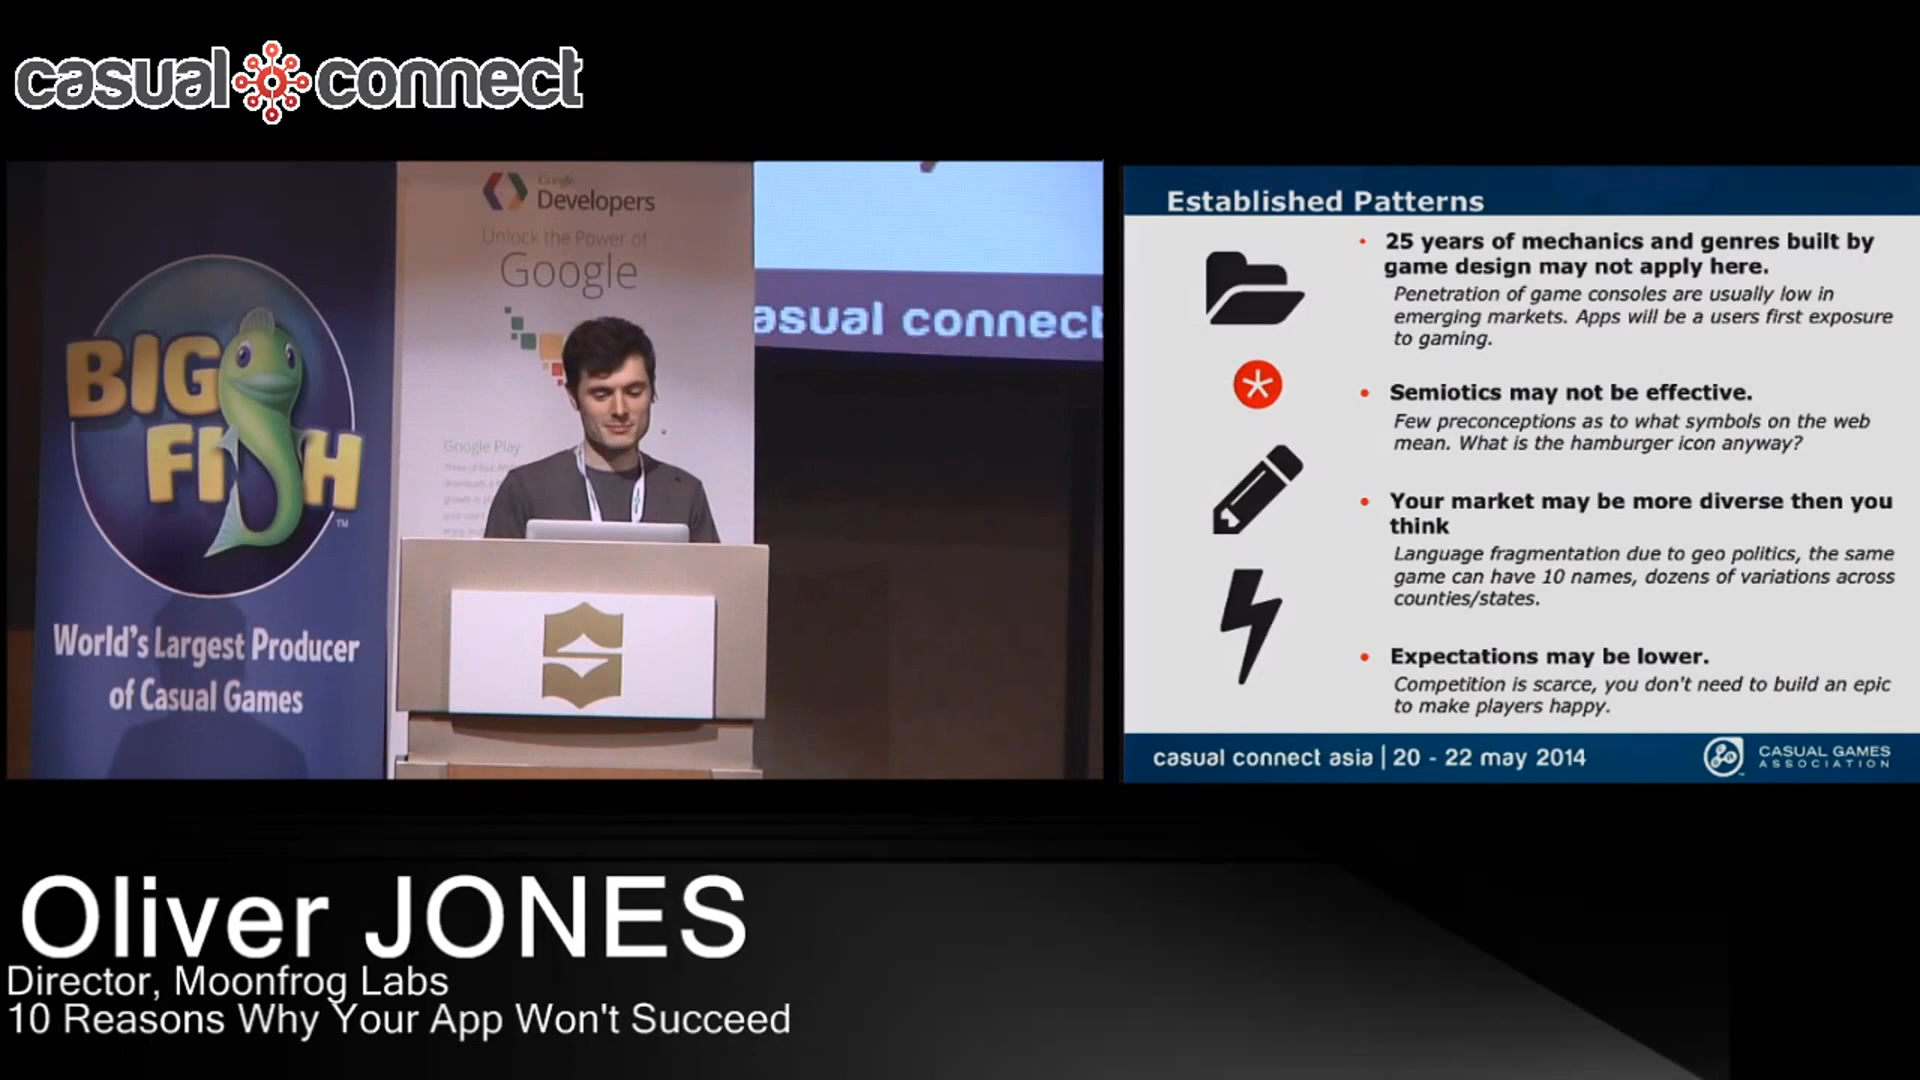 casual connect
Google
Developers
Unlock the Power of
Google
Google Play
BIG
FISH
™
World's Largest Producer
of Casual Games
asual connect
Established Patterns
• 25 years of mechanics and genres built by
game design may not apply here.
Penetration of game consoles are usually low in
emerging markets. Apps will be a users first exposure
to gaming.
• Semiotics may not be effective.
Few preconceptions as to what symbols on the web
mean. What is the hamburger icon anyway?
• Your market may be more diverse then you
think
Language fragmentation due to geo politics, the same
game can have 10 names, dozens of variations across
counties/states.
• Expectations may be lower.
Competition is scarce, you don't need to build an epic
to make players happy.
casual connect asia | 20 - 22 may 2014
CASUAL GAMES
ASSOCIATION
Oliver JONES
Director, Moonfrog Labs
10 Reasons Why Your App Won't Succeed